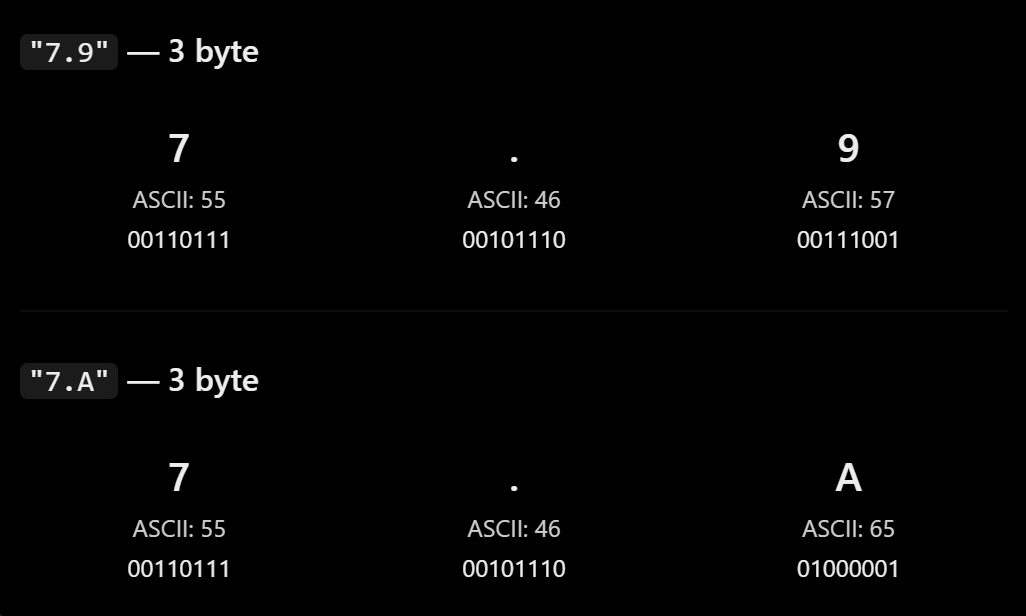 "7.9" — 3 byte
7 . 9
ASCII: 55 ASCII: 46 ASCII: 57
00110111 00101110 00111001
"7.A" — 3 byte
7 . A
ASCII: 55 ASCII: 46 ASCII: 65
00110111 00101110 01000001